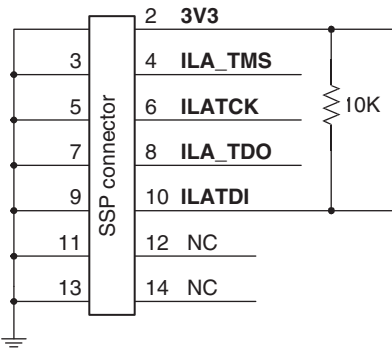 2 3V3
3 4 ILA_TMS
5 6 ILATCK
10K
7 8 ILA_TDO
9 10 ILATDI
11 12 NC
13 14 NC
SSP connector